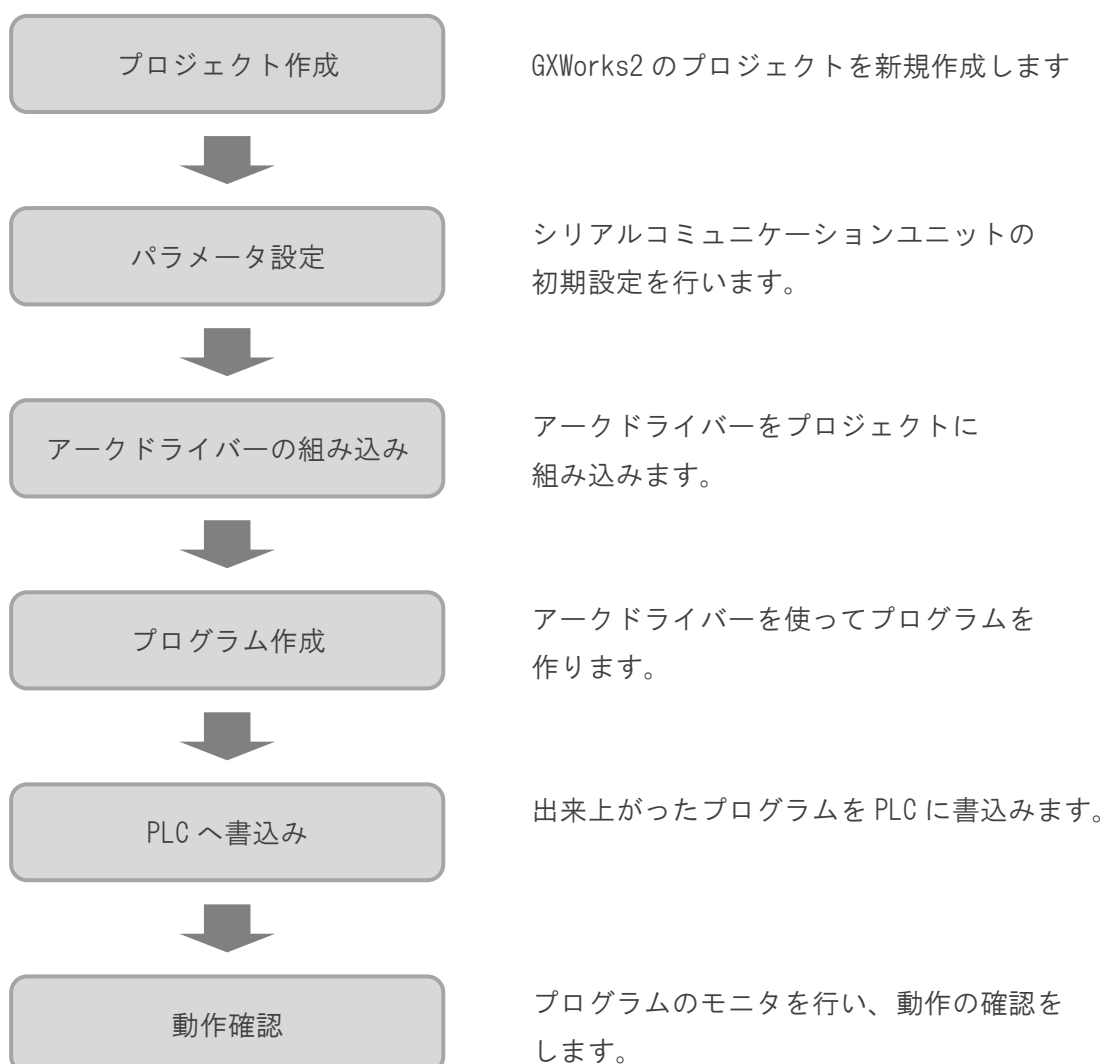 プロジェクト作成
GXWorks2 のプロジェクトを新規作成します
パラメータ設定
シリアルコミュニケーションユニットの
初期設定を行います。
アークドライバーの組み込み
アークドライバーをプロジェクトに
組み込みます。
プログラム作成
アークドライバーを使ってプログラムを
作ります。
PLC へ書込み
出来上がったプログラムを PLC に書込みます。
動作確認
プログラムのモニタを行い、動作の確認を
します。